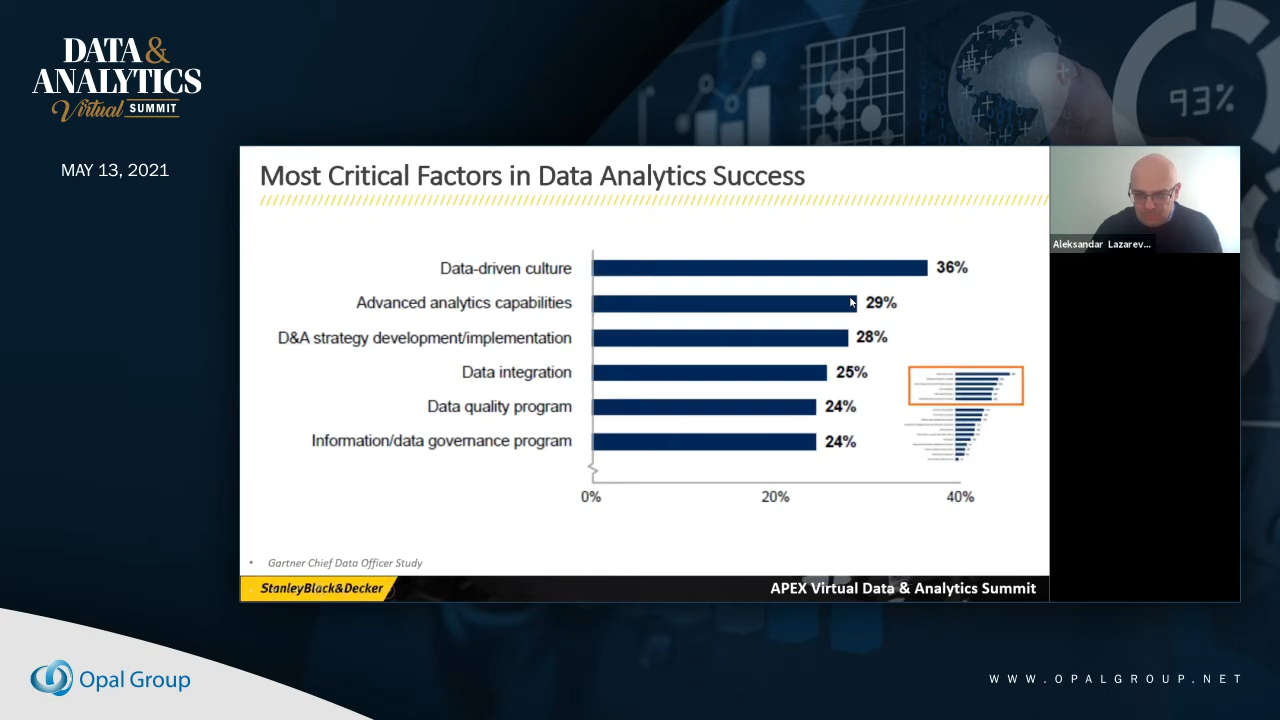 DATA &
ANALYTICS
Virtual SUMMIT
MAY 13, 2021
93%
Most Critical Factors in Data Analytics Success
Data-driven culture 36%
Advanced analytics capabilities 29%
D&A strategy development/implementation 28%
Data integration 25%
Data quality program 24%
Information/data governance program 24%
0% 20% 40%
• Gartner Chief Data Officer Study
StanleyBlack&Decker
APEX Virtual Data & Analytics Summit
Aleksandar Lazarev...
Opal Group
WWW.OPALGROUP.NET